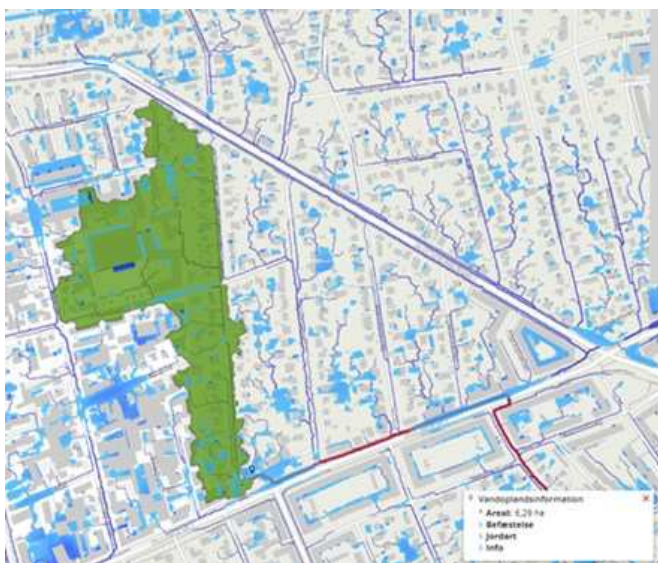 Vandoplandsinformation
Areal: 6,29 ha
Befæstelse
Jordart
Info